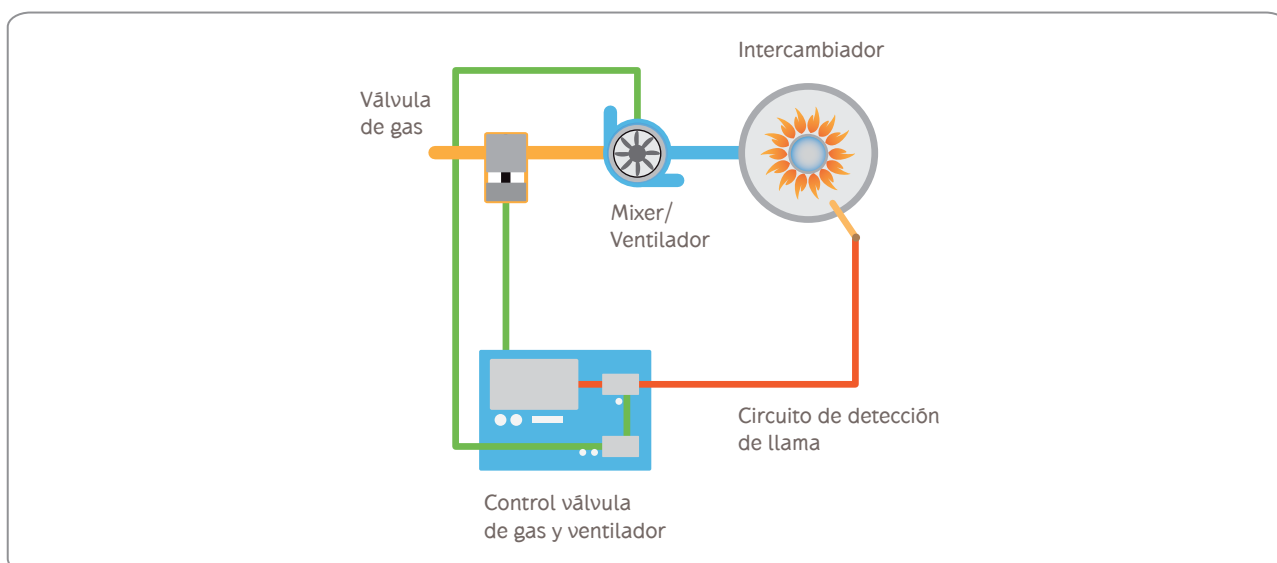 Intercambiador
Válvula
de gas
Mixer/
Ventilador
Circuito de detección
de llama
Control válvula
de gas y ventilador